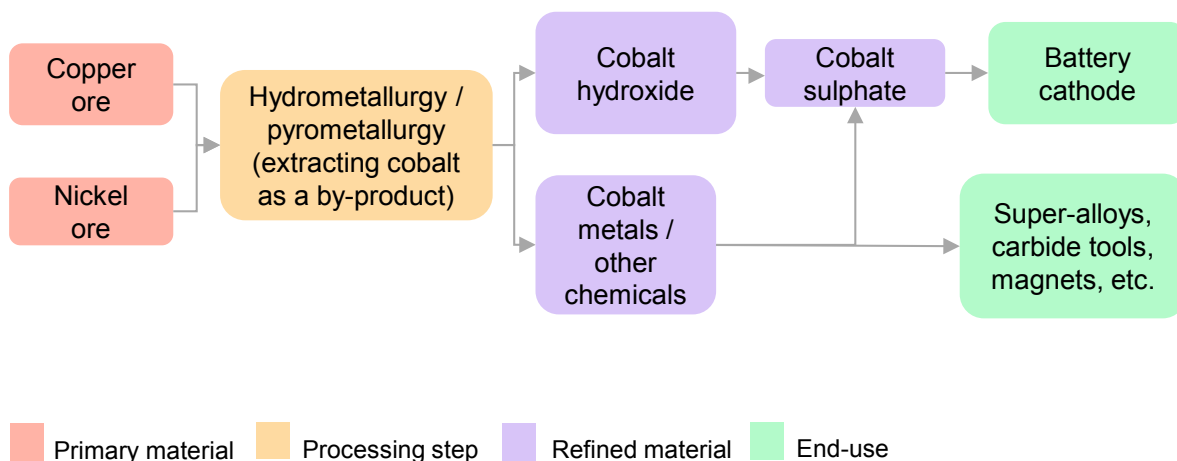 Copper
ore
Nickel
ore
Hydrometallurgy /
pyrometallurgy
(extracting cobalt
as a by-product)
Cobalt
hydroxide
Cobalt
metals /
other
chemicals
Cobalt
sulphate
Battery
cathode
Super-alloys,
carbide tools,
magnets, etc.
Primary material
Processing step
Refined material
End-use